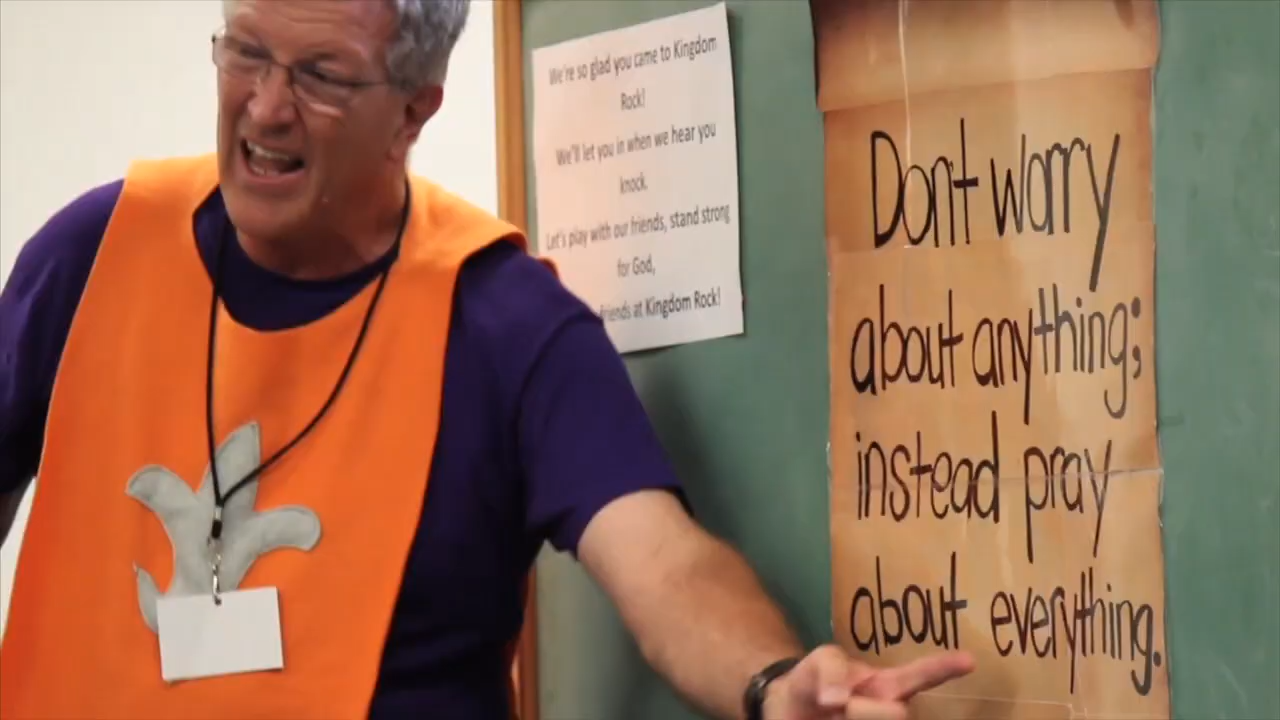 We're so glad you came to Kingdom
Rock!
We'll let you in when we hear you
knock.
Let's play with our friends, stand strong
for God,
friends at Kingdom Rock!
Don't worry
about anything;
instead pray
about everything.